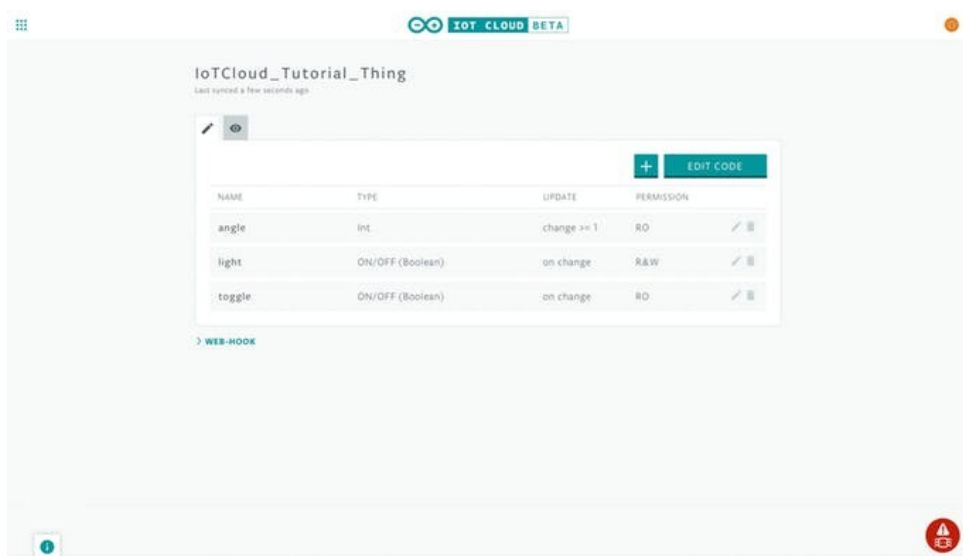 IOT CLOUD BETA
IoTCloud_Tutorial_Thing
Last synced a few seconds ago
EDIT CODE
NAME TYPE UPDATE PERMISSION
angle Int change >= 1 RO
light ON/OFF (Boolean) on change R&W
toggle ON/OFF (Boolean) on change RO
> WEB-HOOK